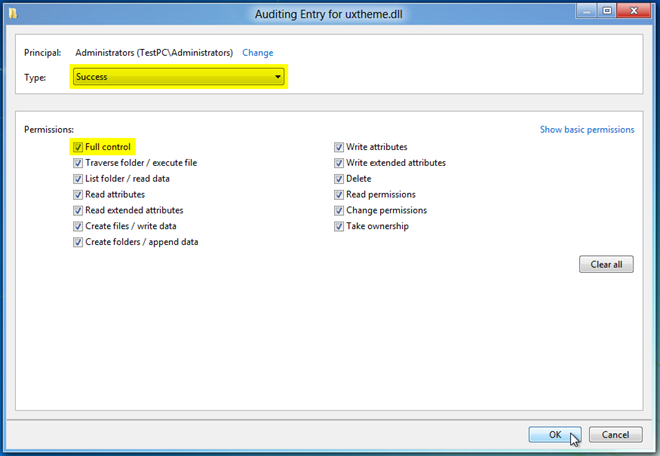 Auditing Entry for uxtheme.dll
Principal: Administrators (TestPC\Administrators) Change
Type: Success
Permissions: Show basic permissions
Full control Write attributes
Traverse folder / execute file Write extended attributes
List folder / read data Delete
Read attributes Read permissions
Read extended attributes Change permissions
Create files / write data Take ownership
Create folders / append data
Clear all
OK Cancel